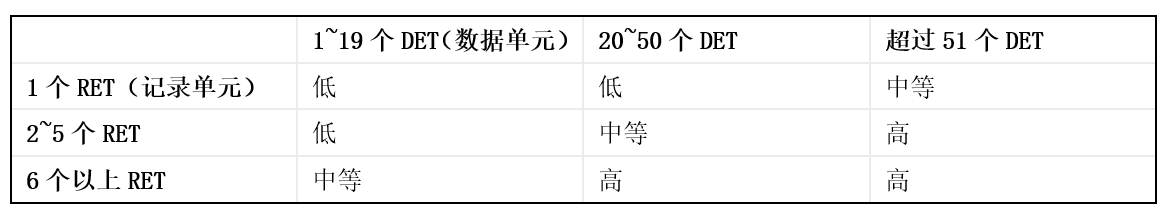 1~19 个 DET(数据单元) 20~50 个 DET 超过 51 个 DET
1 个 RET（记录单元） 低 低 中等
2~5 个 RET 低 中等 高
6 个以上 RET 中等 高 高